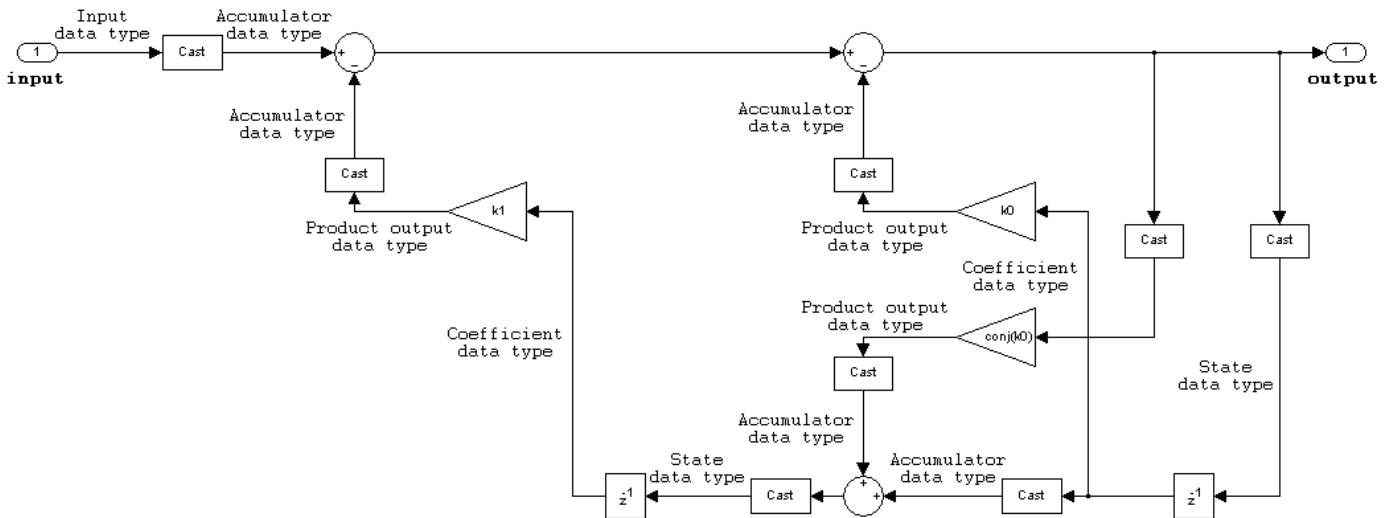 Input
data type
Accumulator
data type
1
Cast
+
−
+
−
1
input
output
Accumulator
data type
Accumulator
data type
Cast
Cast
k1
k0
Product output
data type
Product output
data type
Cast
Cast
Coefficient
data type
Product output
data type
conj(k0)
Coefficient
data type
Cast
State
data type
Accumulator
data type
State
data type
Accumulator
data type
z-1
Cast
+
+
Cast
z-1